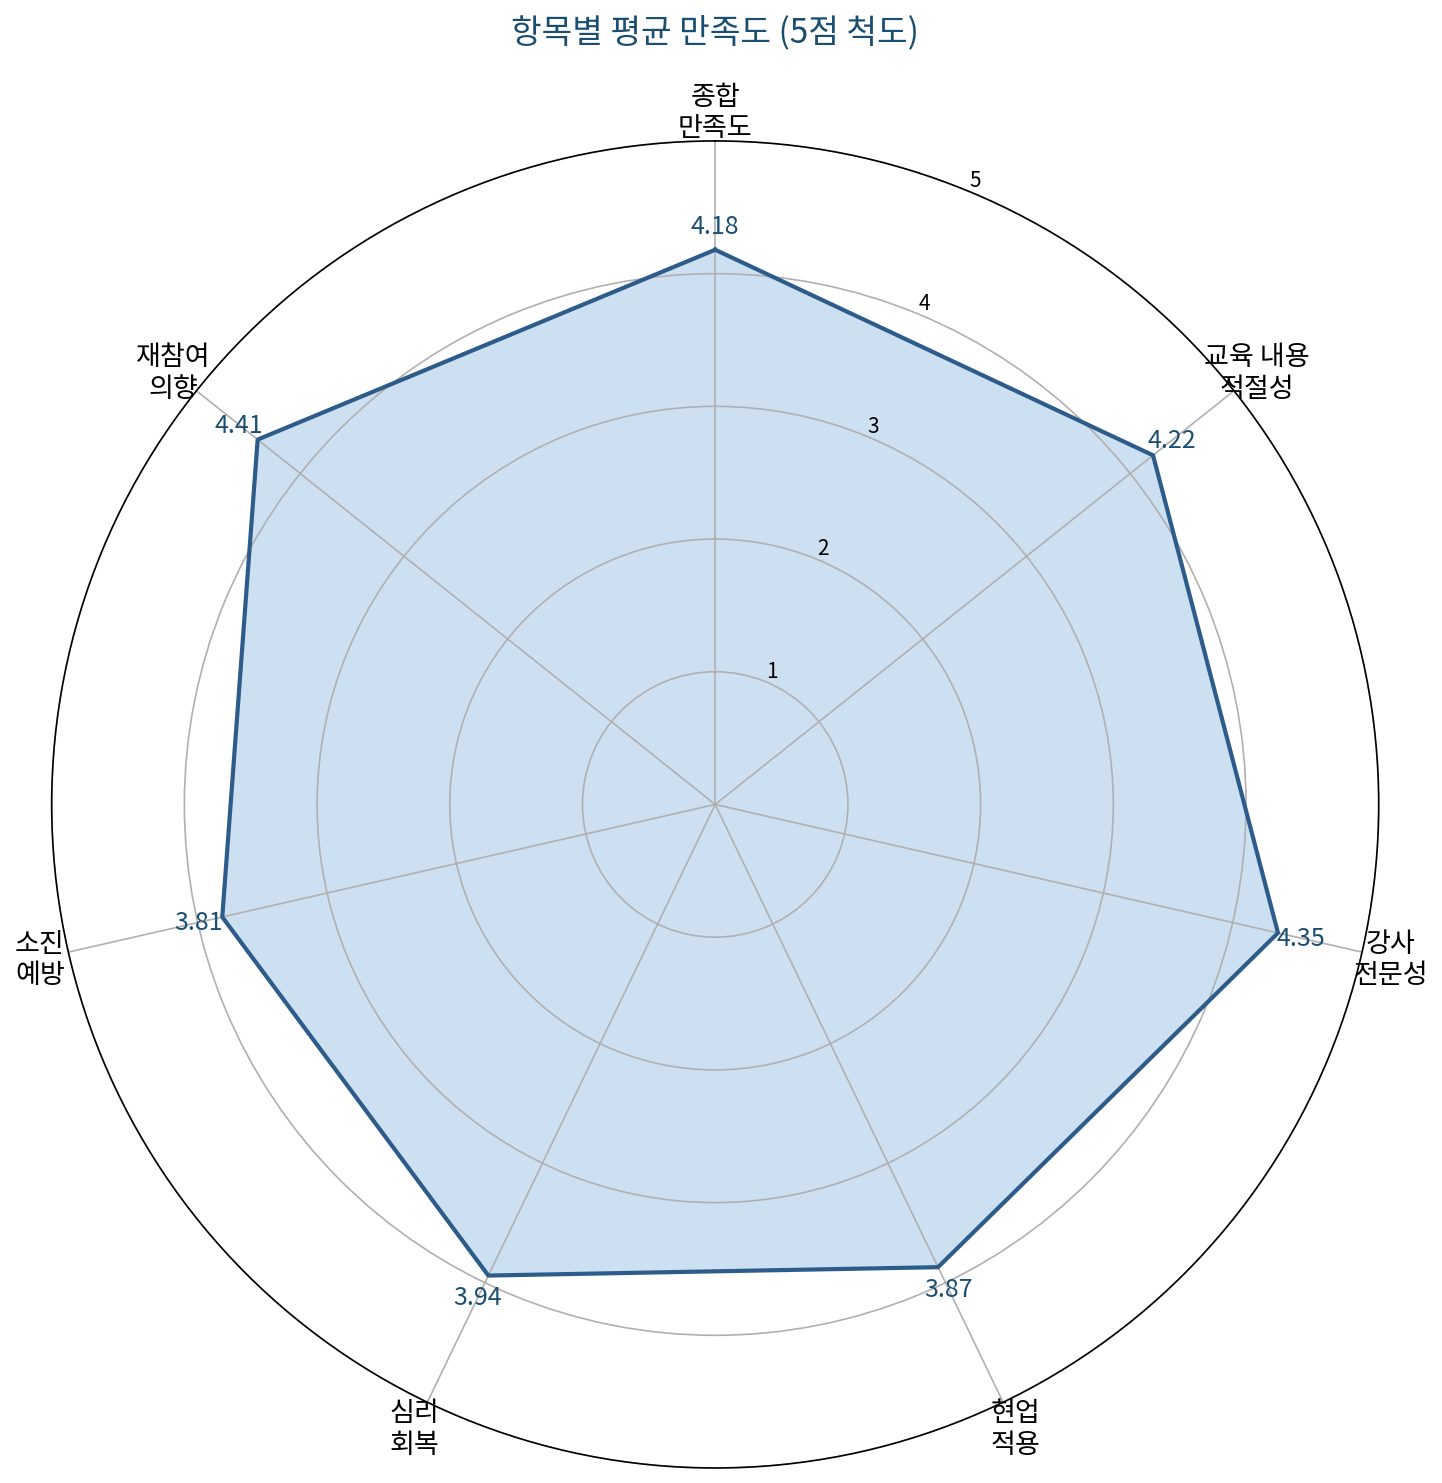 항목별 평균 만족도 (5점 척도)
종합
만족도
5
4.18
4
재참여
의향
교육 내용
적절성
4.41
3
4.22
2
1
3.81
소진
예방
4.35
강사
전문성
3.94
3.87
심리
회복
현업
적용